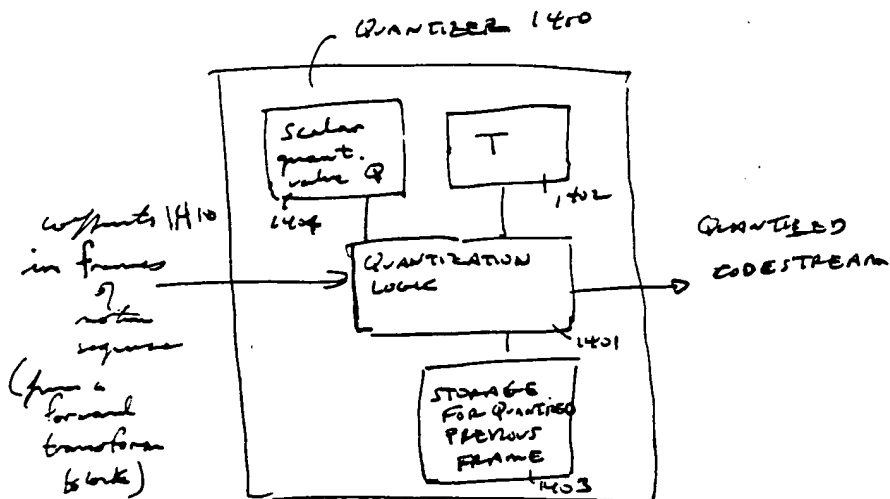 QUANTIZER 1400
Scalar
quant.
value Q
1404
T
1402
coefficients 1410
in frames
of
motion
sequence
(from a
forward
transform
block)
QUANTIZATION
LOGIC
1401
QUANTIZED
CODESTREAM
STORAGE
FOR QUANTIZED
PREVIOUS
FRAME
1403